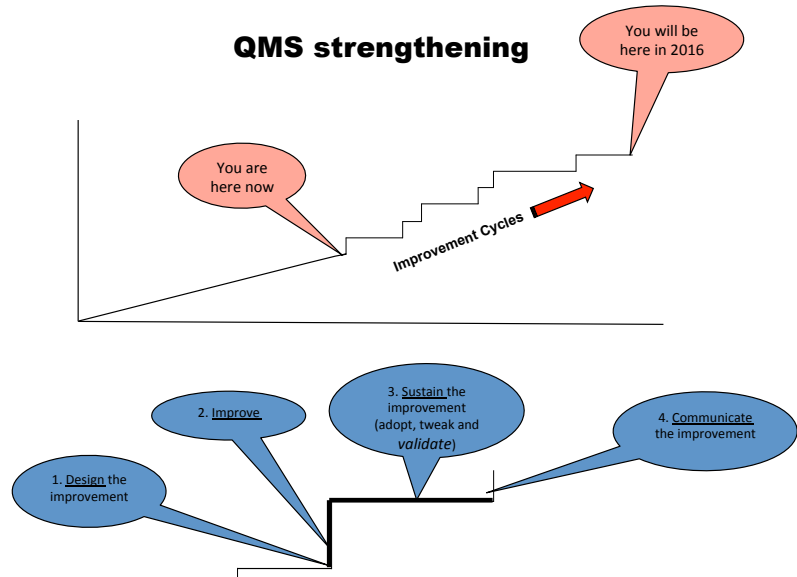 QMS strengthening
You will be
here in 2016
You are
here now
Improvement Cycles
3. Sustain the
improvement
(adopt, tweak and
validate)
2. Improve
4. Communicate
the improvement
1. Design the
improvement